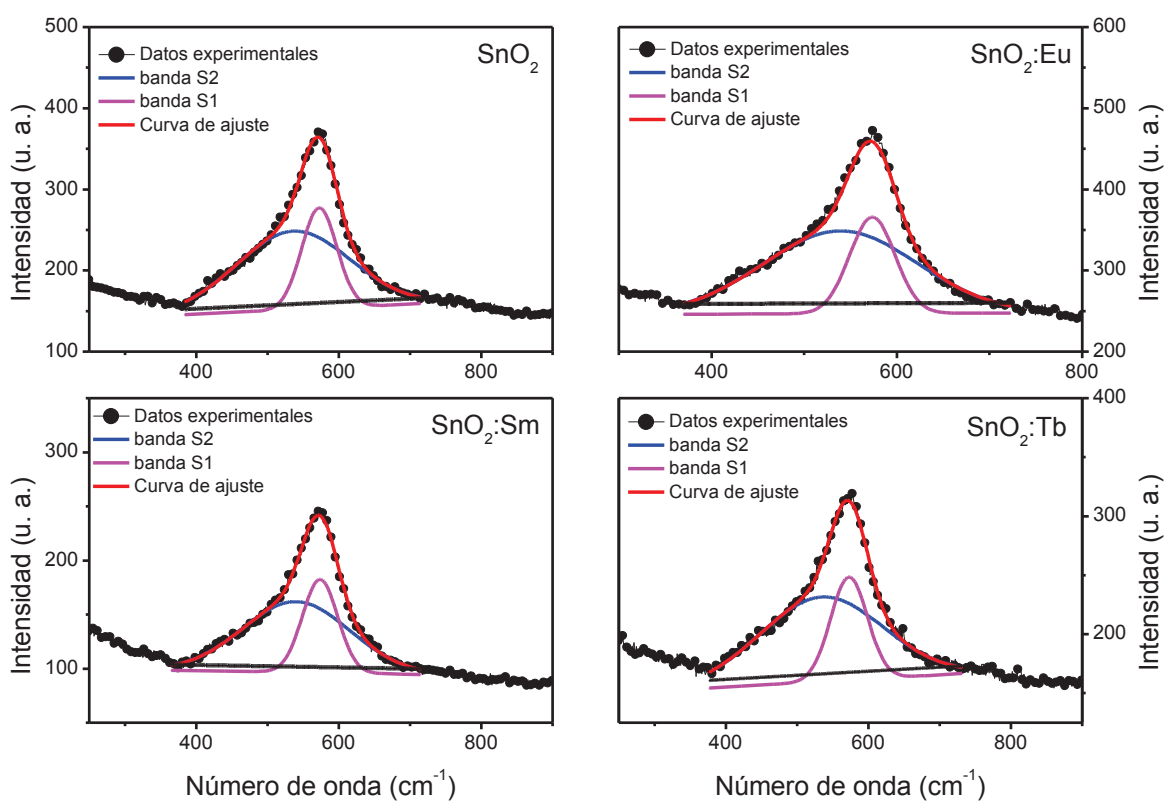 500
400
300
200
100
Intensidad (u. a.)
Datos experimentales
banda S2
banda S1
Curva de ajuste
SnO₂
400 600 800
Datos experimentales
banda S2
banda S1
Curva de ajuste
SnO₂:Eu
600
500
400
300
200
Intensidad (u. a.)
400 600 800
300
200
100
Intensidad (u. a.)
Datos experimentales
banda S2
banda S1
Curva de ajuste
SnO₂:Sm
400 600 800
Número de onda (cm⁻¹)
Datos experimentales
banda S2
banda S1
Curva de ajuste
SnO₂:Tb
400
300
200
Intensidad (u. a.)
400 600 800
Número de onda (cm⁻¹)